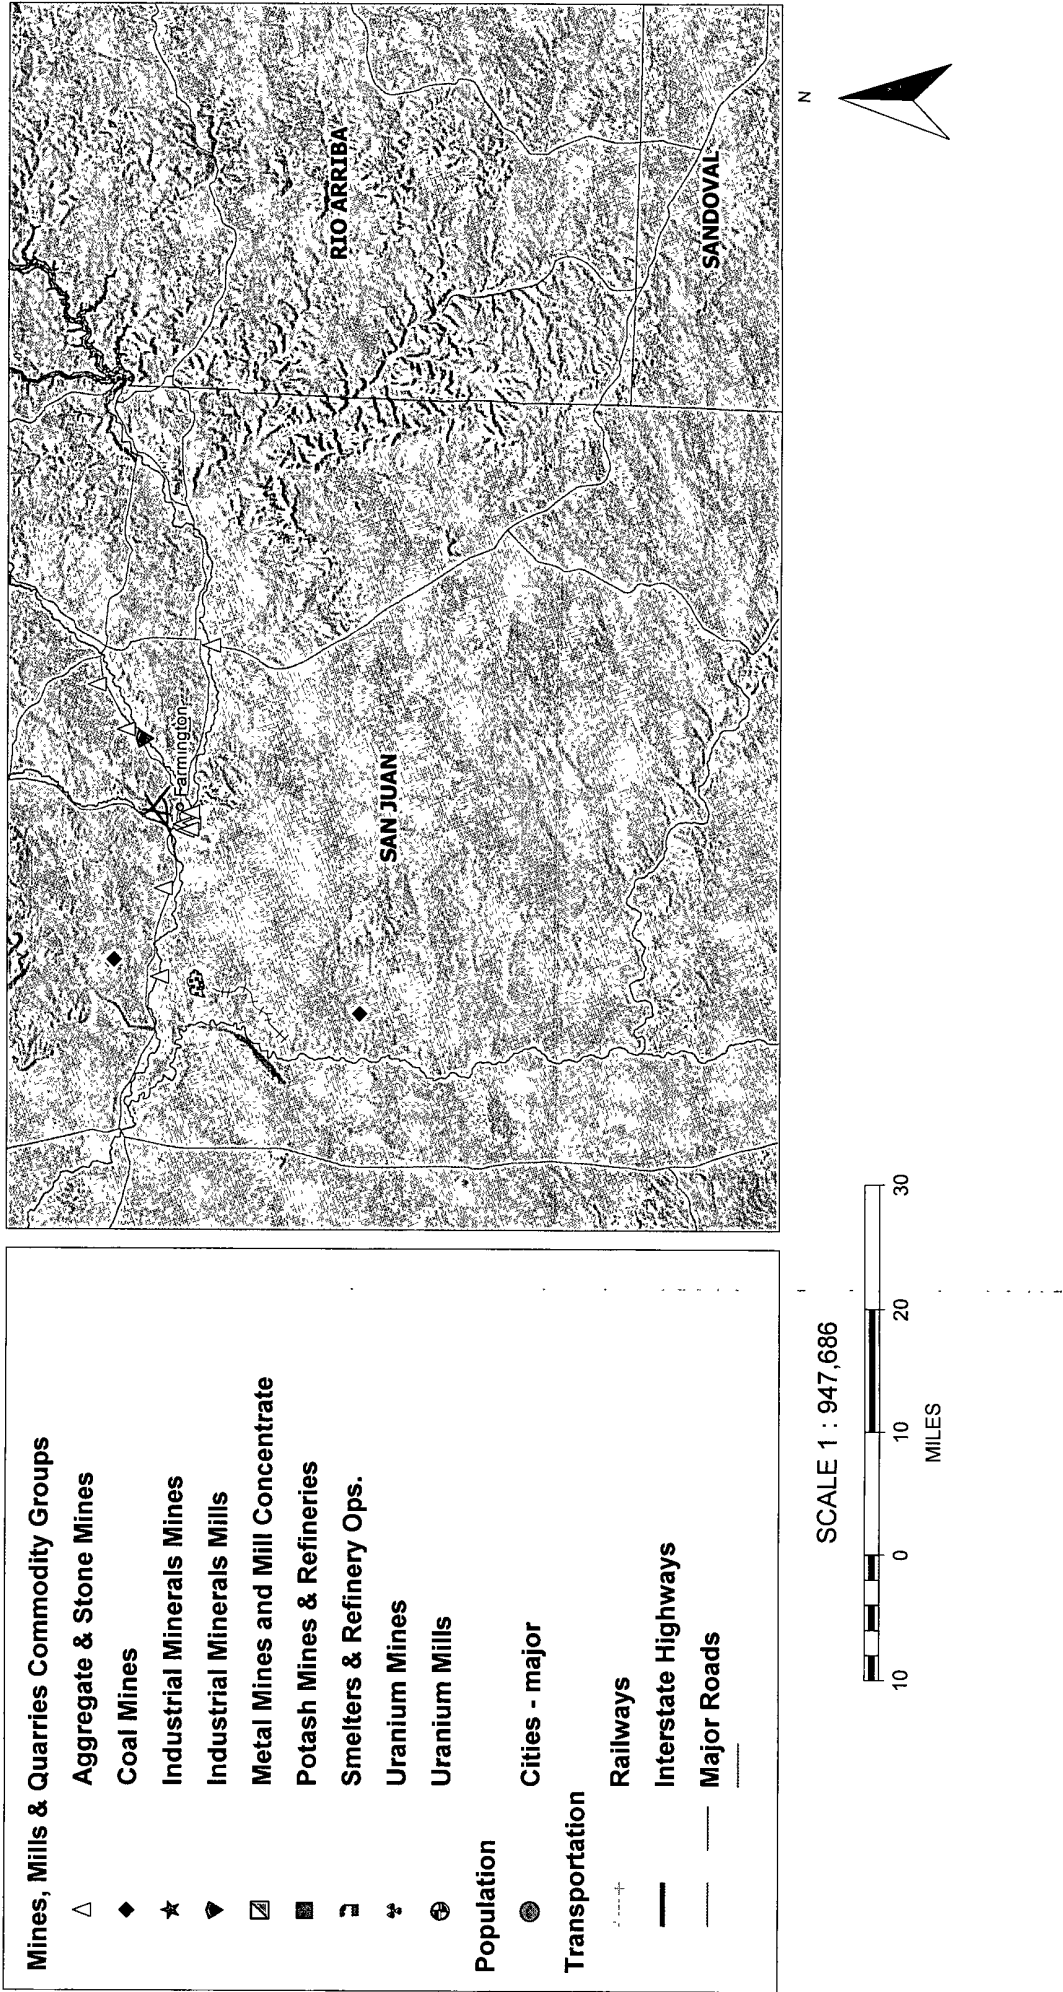 Mines, Mills & Quarries Commodity Groups
Aggregate & Stone Mines
Coal Mines
Industrial Minerals Mines
Industrial Minerals Mills
Metal Mines and Mill Concentrate
Potash Mines & Refineries
Smelters & Refinery Ops.
Uranium Mines
Uranium Mills
Population
Cities - major
Transportation
Railways
Interstate Highways
Major Roads
Farmington
SAN JUAN
RIO ARRIBA
SANDOVAL
N
SCALE 1 : 947,686
10 0 10 20 30
MILES